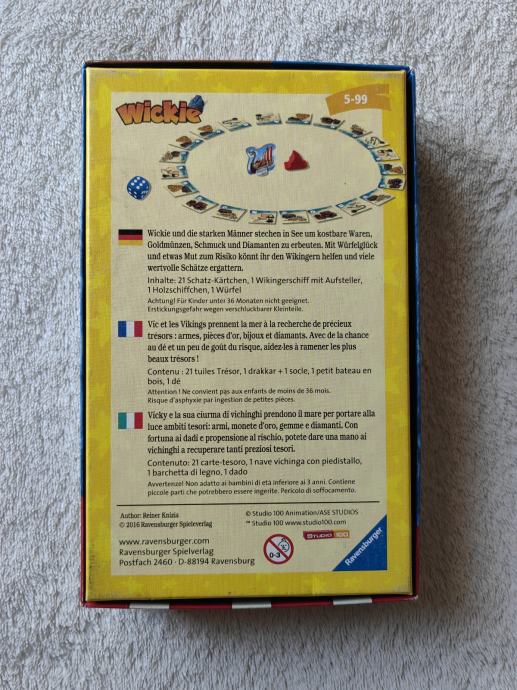 Wickie
5-99
Wickie und die starken Männer stechen in See um kostbare Waren,
Goldmünzen, Schmuck und Diamanten zu erbeuten. Mit Würfelglück
und etwas Mut zum Risiko könnt ihr den Wikingern helfen und viele
wertvolle Schätze ergattern.
Inhalte: 21 Schatz-Kärtchen, 1 Wikingerschiff mit Aufsteller,
1 Holzschiffchen, 1 Würfel
Achtung! Für Kinder unter 36 Monaten nicht geeignet.
Erstickungsgefahr wegen verschluckbarer Kleinteile.
Vic et les Vikings prennent la mer à la recherche de précieux
trésors : armes, pièces d'or, bijoux et diamants. Avec de la chance
au dé et un peu de goût du risque, aidez-les à ramener les plus
beaux trésors !
Contenu : 21 tuiles Trésor, 1 drakkar + 1 socle, 1 petit bateau en
bois, 1 dé
Attention ! Ne convient pas aux enfants de moins de 36 mois.
Risque d'asphyxie par ingestion de petites pièces.
Vicky e la sua ciurma di vichinghi prendono il mare per portare alla
luce ambiti tesori: armi, monete d'oro, gemme e diamanti. Con
fortuna ai dadi e propensione al rischio, potete dare una mano ai
vichinghi a recuperare tanti preziosi tesori.
Contenuto: 21 carte-tesoro, 1 nave vichinga con piedistallo,
1 barchetta di legno, 1 dado
Avvertenze! Non adatto ai bambini di età inferiore ai 3 anni. Contiene
piccole parti che potrebbero essere ingerite. Pericolo di soffocamento.
Author: Reiner Knizia
© 2016 Ravensburger Spieleverlag
© Studio 100 Animation/ASE STUDIOS
™ Studio 100 www.studio100.com
www.ravensburger.com
Ravensburger Spieleverlag
Postfach 2460 · D-88194 Ravensburg
0-3
STUDIO 100
Ravensburger